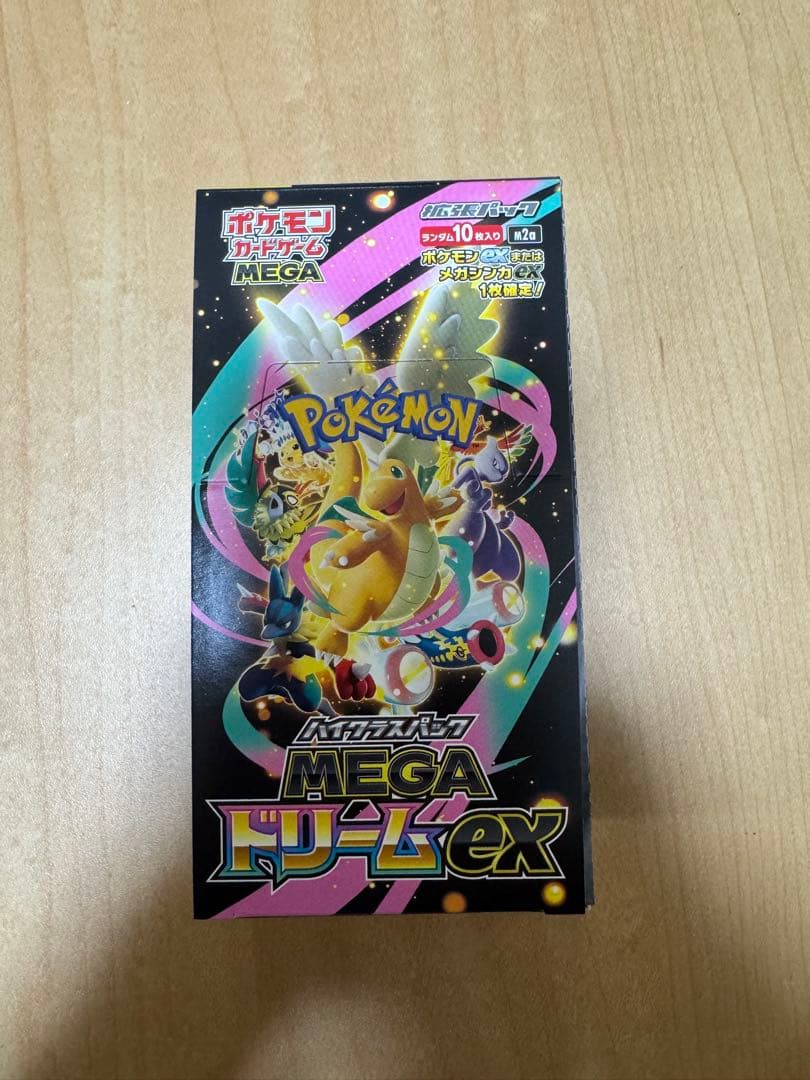 ポケモン
カードゲーム
MEGA
拡張パック
ランダム10枚入り
m2a
ポケモンexまたは
メガシンカex
1枚確定!
POKéMON
TM
ハイクラスパック
MEGA
ドリームex